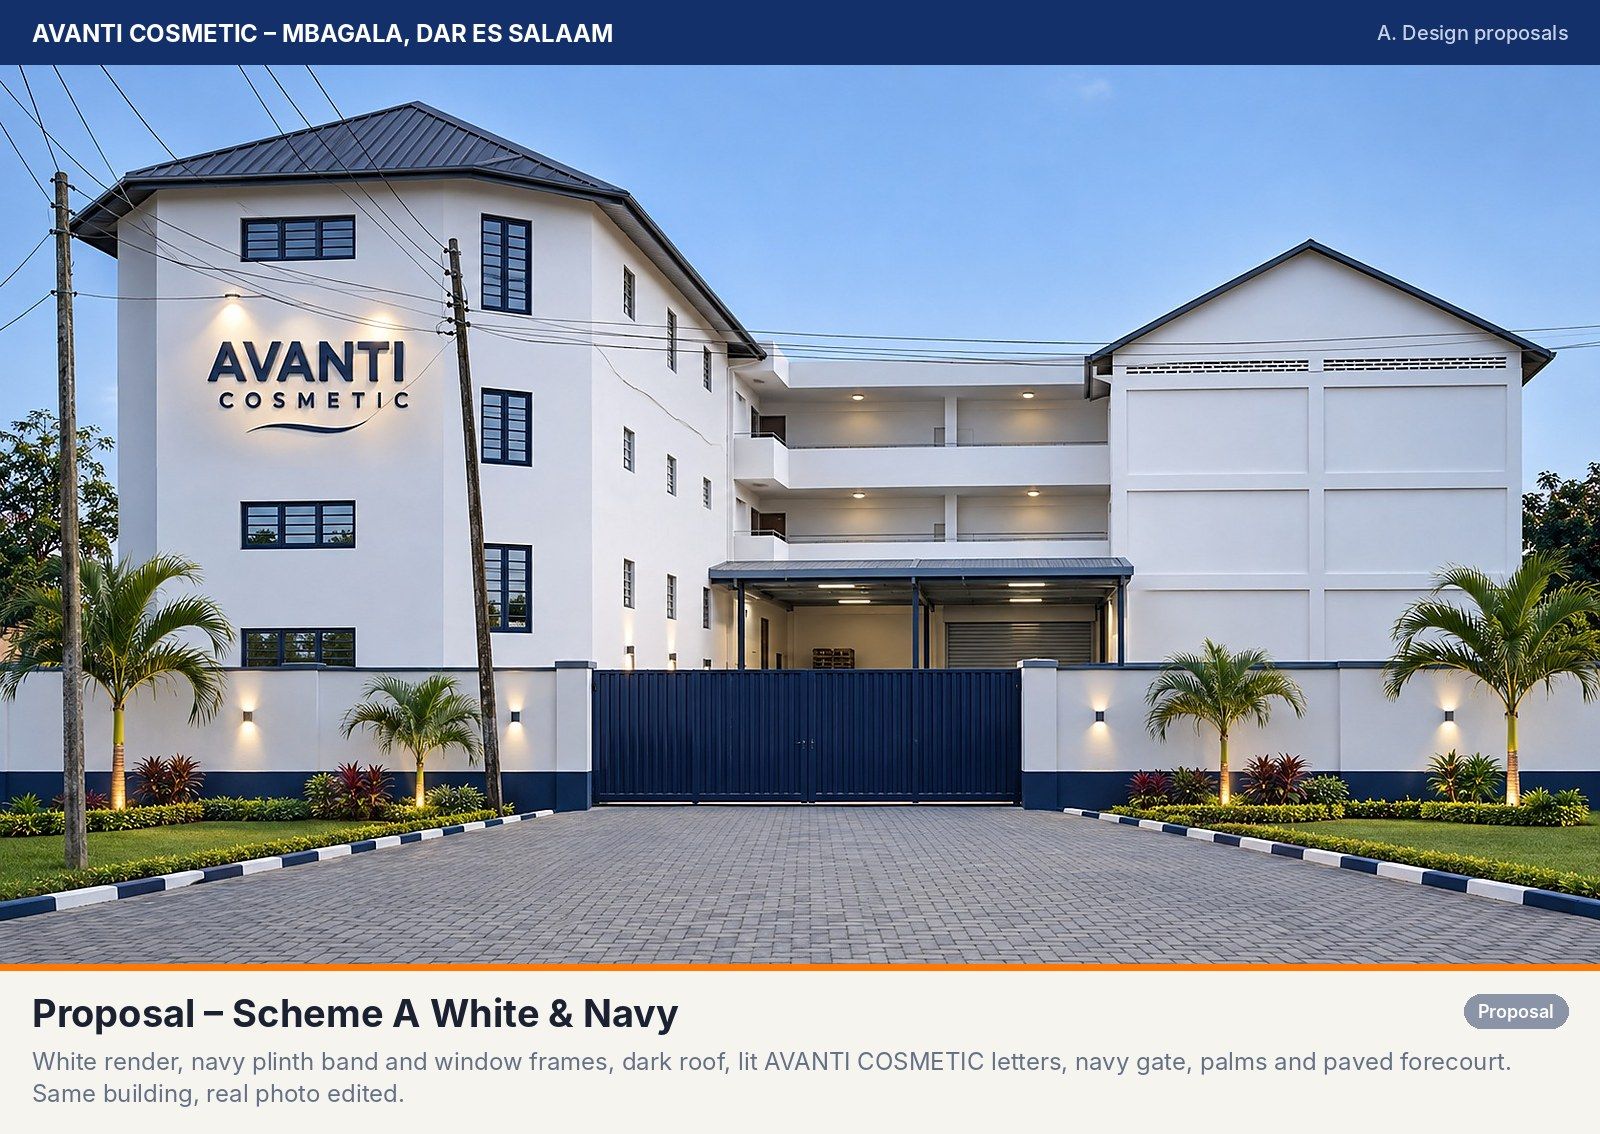 AVANTI COSMETIC – MBAGALA, DAR ES SALAAM
A. Design proposals
AVANTI
COSMETIC
Proposal – Scheme A White & Navy
Proposal
White render, navy plinth band and window frames, dark roof, lit AVANTI COSMETIC letters, navy gate, palms and paved forecourt.
Same building, real photo edited.